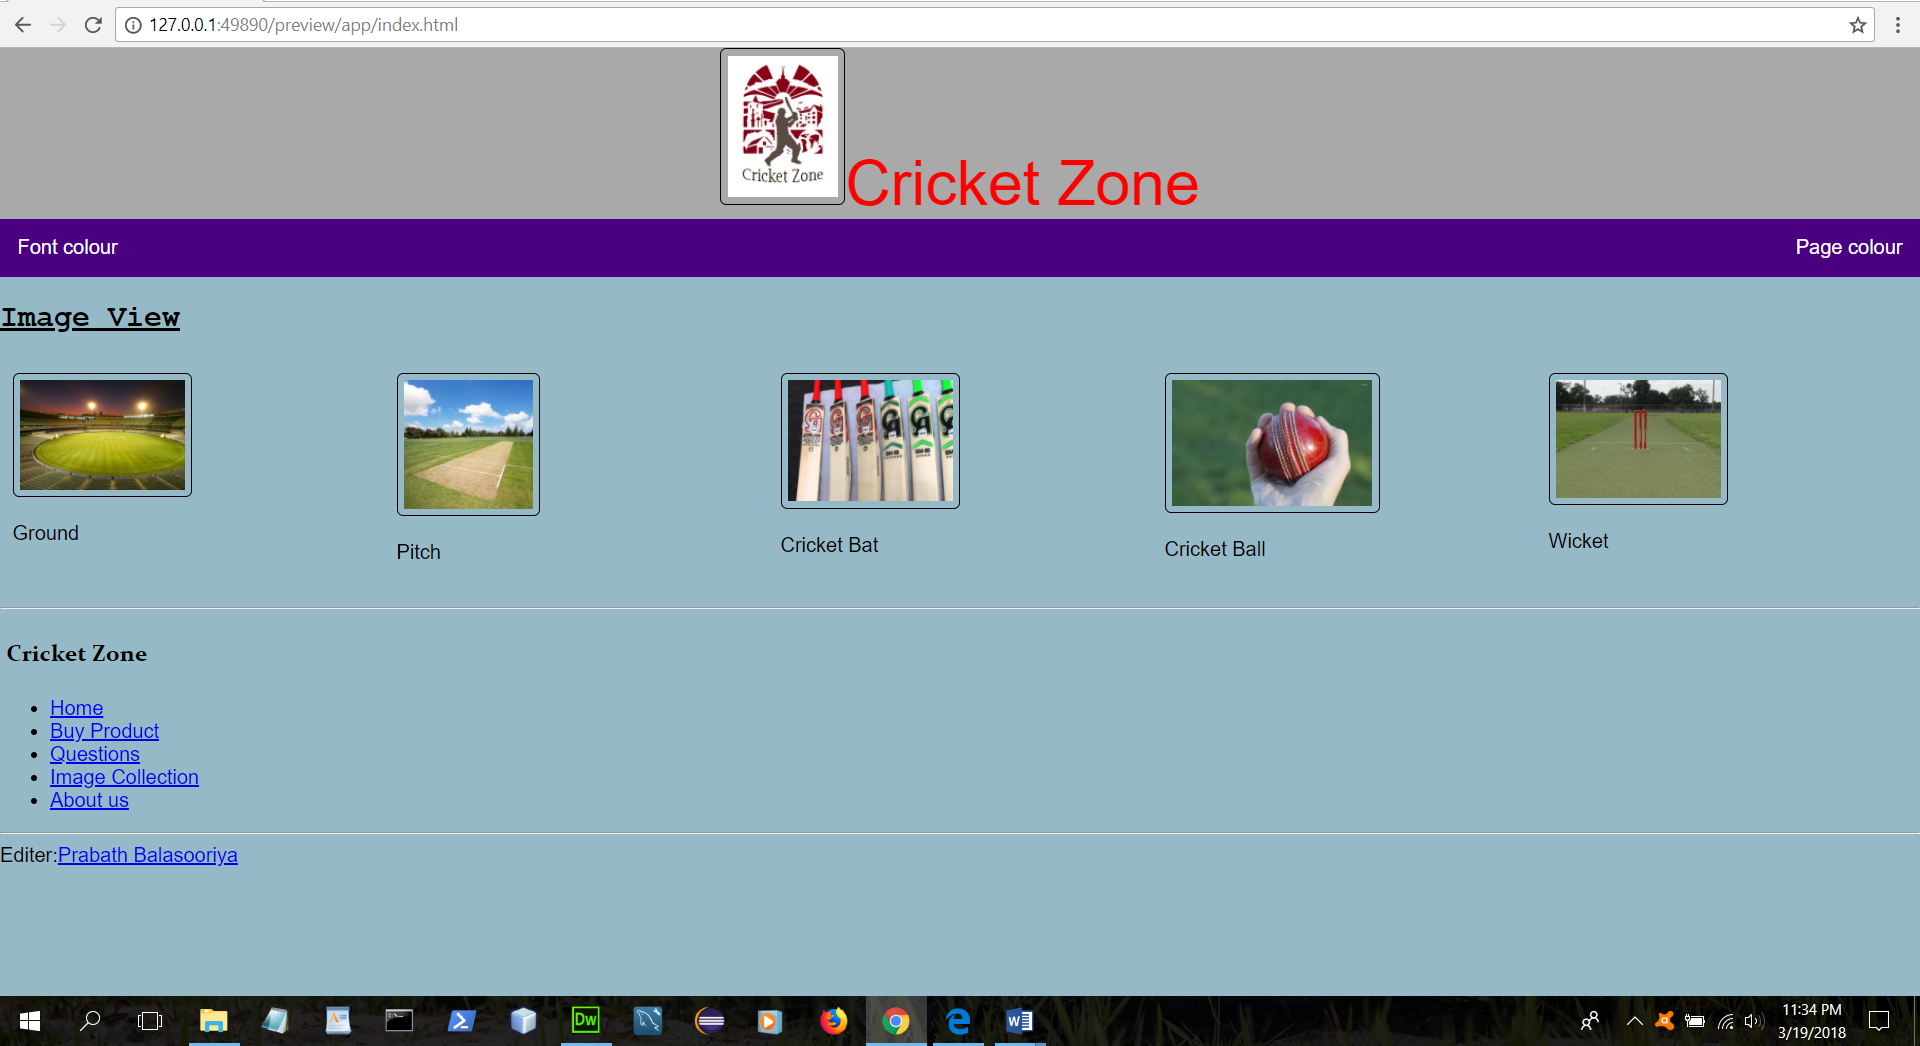 127.0.0.1:49890/preview/app/index.html
Cricket Zone
Cricket Zone
Font colour
Page colour
Image View
Ground
Pitch
Cricket Bat
Cricket Ball
Wicket
Cricket Zone
Home
Buy Product
Questions
Image Collection
About us
Editer:Prabath Balasooriya
Dw
11:34 PM
3/19/2018